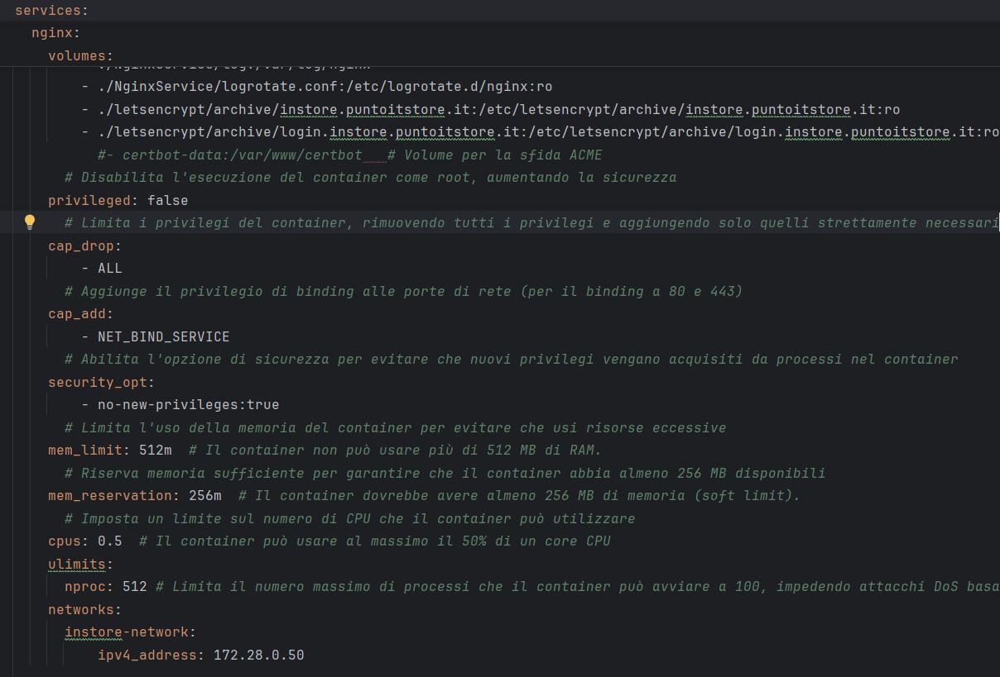 services:
  nginx:
    volumes:
        - ./NginxService/logrotate.conf:/etc/logrotate.d/nginx:ro
        - ./letsencrypt/archive/instore.puntoitstore.it:/etc/letsencrypt/archive/instore.puntoitstore.it:ro
        - ./letsencrypt/archive/login.instore.puntoitstore.it:/etc/letsencrypt/archive/login.instore.puntoitstore.it:ro
          #- certbot-data:/var/www/certbot   # Volume per la sfida ACME
      # Disabilita l'esecuzione del container come root, aumentando la sicurezza
    privileged: false
      # Limita i privilegi del container, rimuovendo tutti i privilegi e aggiungendo solo quelli strettamente necessari
    cap_drop:
        - ALL
      # Aggiunge il privilegio di binding alle porte di rete (per il binding a 80 e 443)
    cap_add:
        - NET_BIND_SERVICE
      # Abilita l'opzione di sicurezza per evitare che nuovi privilegi vengano acquisiti da processi nel container
    security_opt:
        - no-new-privileges:true
      # Limita l'uso della memoria del container per evitare che usi risorse eccessive
    mem_limit: 512m  # Il container non può usare più di 512 MB di RAM.
      # Riserva memoria sufficiente per garantire che il container abbia almeno 256 MB disponibili
    mem_reservation: 256m  # Il container dovrebbe avere almeno 256 MB di memoria (soft limit).
      # Imposta un limite sul numero di CPU che il container può utilizzare
    cpus: 0.5  # Il container può usare al massimo il 50% di un core CPU
    ulimits:
      nproc: 512 # Limita il numero massimo di processi che il container può avviare a 100, impedendo attacchi DoS basa
    networks:
      instore-network:
          ipv4_address: 172.28.0.50